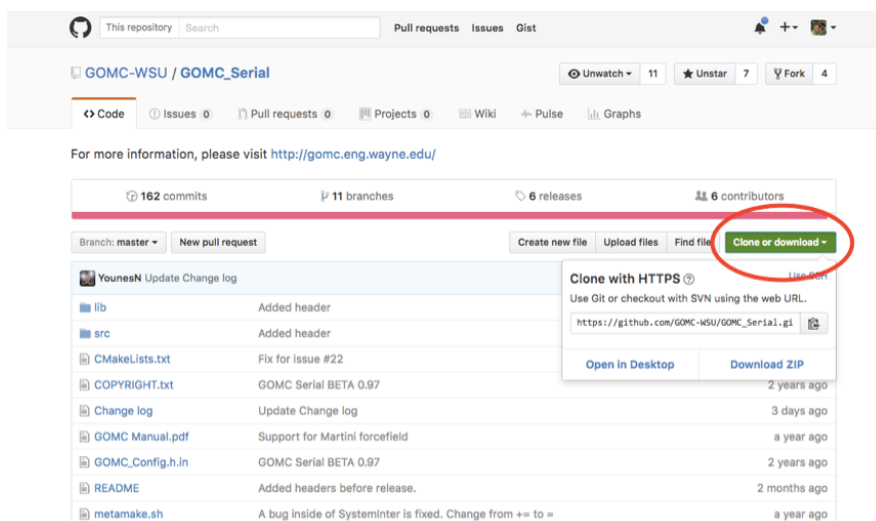 This repository Search Pull requests Issues Gist
GOMC-WSU / GOMC_Serial Unwatch 11 Unstar 7 Fork 4
Code Issues 0 Pull requests 0 Projects 0 Wiki Pulse Graphs
For more information, please visit http://gomc.eng.wayne.edu/
162 commits 11 branches 6 releases 6 contributors
Branch: master New pull request Create new file Upload files Find file Clone or download
YounesN Update Change log
Clone with HTTPS Use SSH
Use Git or checkout with SVN using the web URL.
https://github.com/GOMC-WSU/GOMC_Serial.gi
Open in Desktop Download ZIP
lib Added header
src Added header
CMakeLists.txt Fix for issue #22
COPYRIGHT.txt GOMC Serial BETA 0.97 2 years ago
Change log Update Change log 3 days ago
GOMC Manual.pdf Support for Martini forcefield a year ago
GOMC_Config.h.in GOMC Serial BETA 0.97 2 years ago
README Added headers before release. 2 months ago
metamake.sh A bug inside of SystemInter is fixed. Change from += to = a year ago